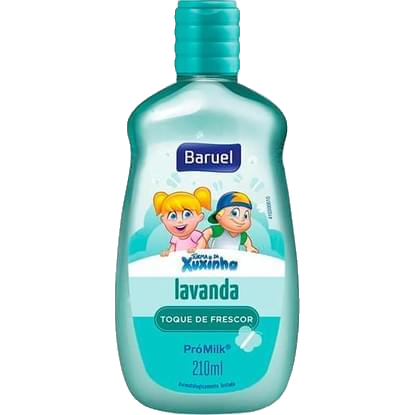 Baruel
TURMA DA
Xuxinha
lavanda
TOQUE DE FRESCOR
PróMilk®
210ml
Dermatologicamente Testado